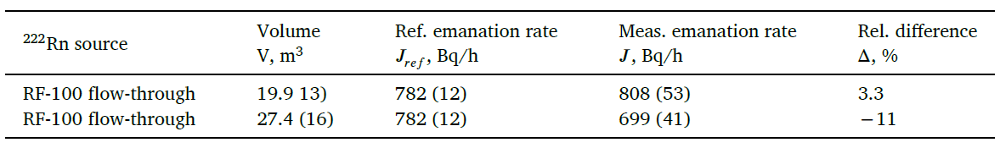 ²²²Rn source Volume V, m³ Ref. emanation rate J_ref, Bq/h Meas. emanation rate J, Bq/h Rel. difference Δ, %
RF-100 flow-through 19.9 13) 782 (12) 808 (53) 3.3
RF-100 flow-through 27.4 (16) 782 (12) 699 (41) −11